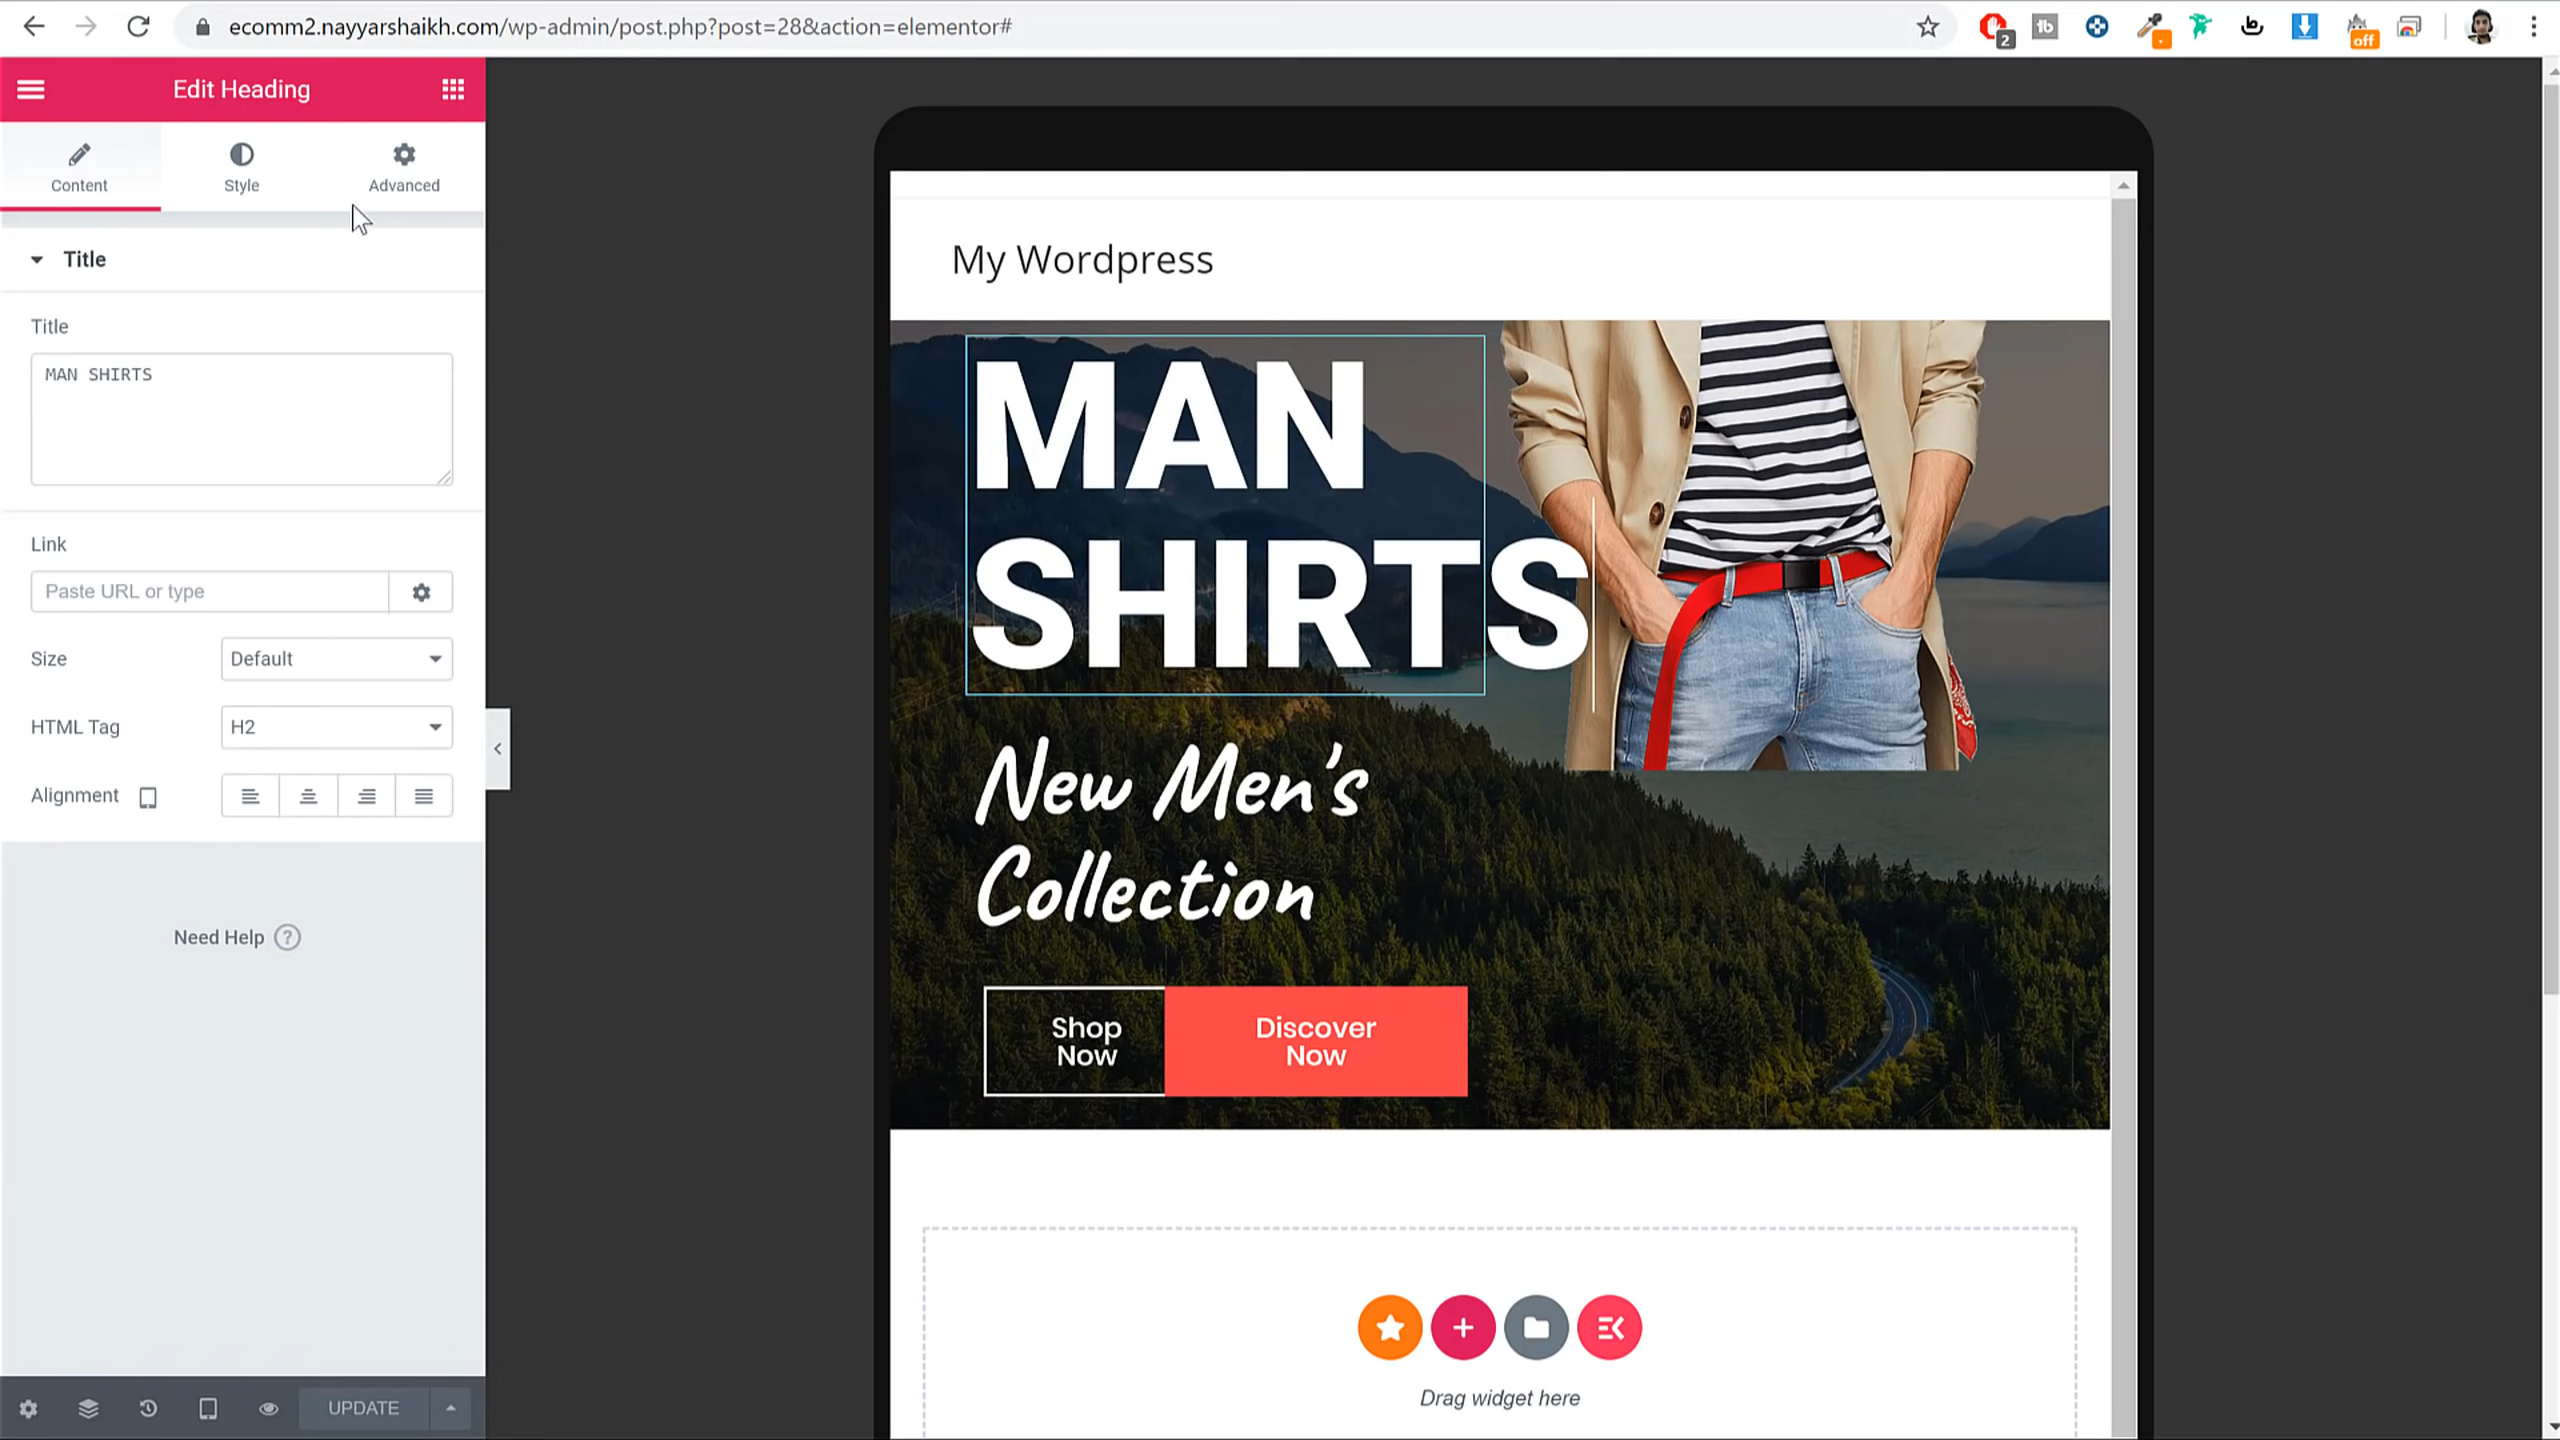 ecomm2.nayyarshaikh.com/wp-admin/post.php?post=28&action=elementor#
2
off
Edit Heading
Content
Style
Advanced
Title
Title
MAN SHIRTS
Link
Paste URL or type
Size
Default
HTML Tag
H2
Alignment
Need Help ?
UPDATE
My Wordpress
MAN
SHIRTS
New Men's
Collection
Shop
Now
Discover
Now
Drag widget here